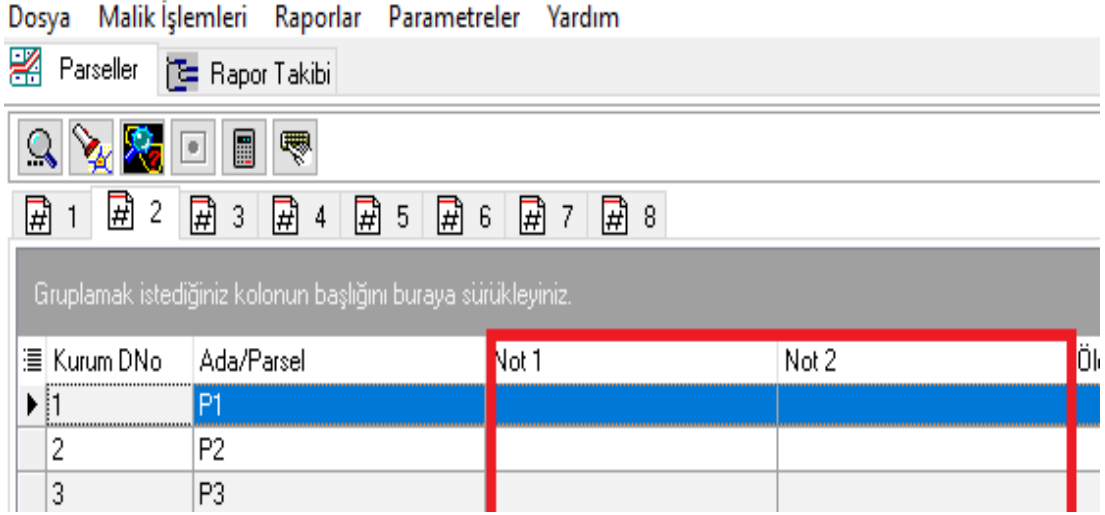 Dosya Malik İşlemleri Raporlar Parametreler Yardım
Parseller Rapor Takibi
1 2 3 4 5 6 7 8
Gruplamak istediğiniz kolonun başlığını buraya sürükleyiniz.
Kurum DNo Ada/Parsel Not 1 Not 2
1 P1
2 P2
3 P3